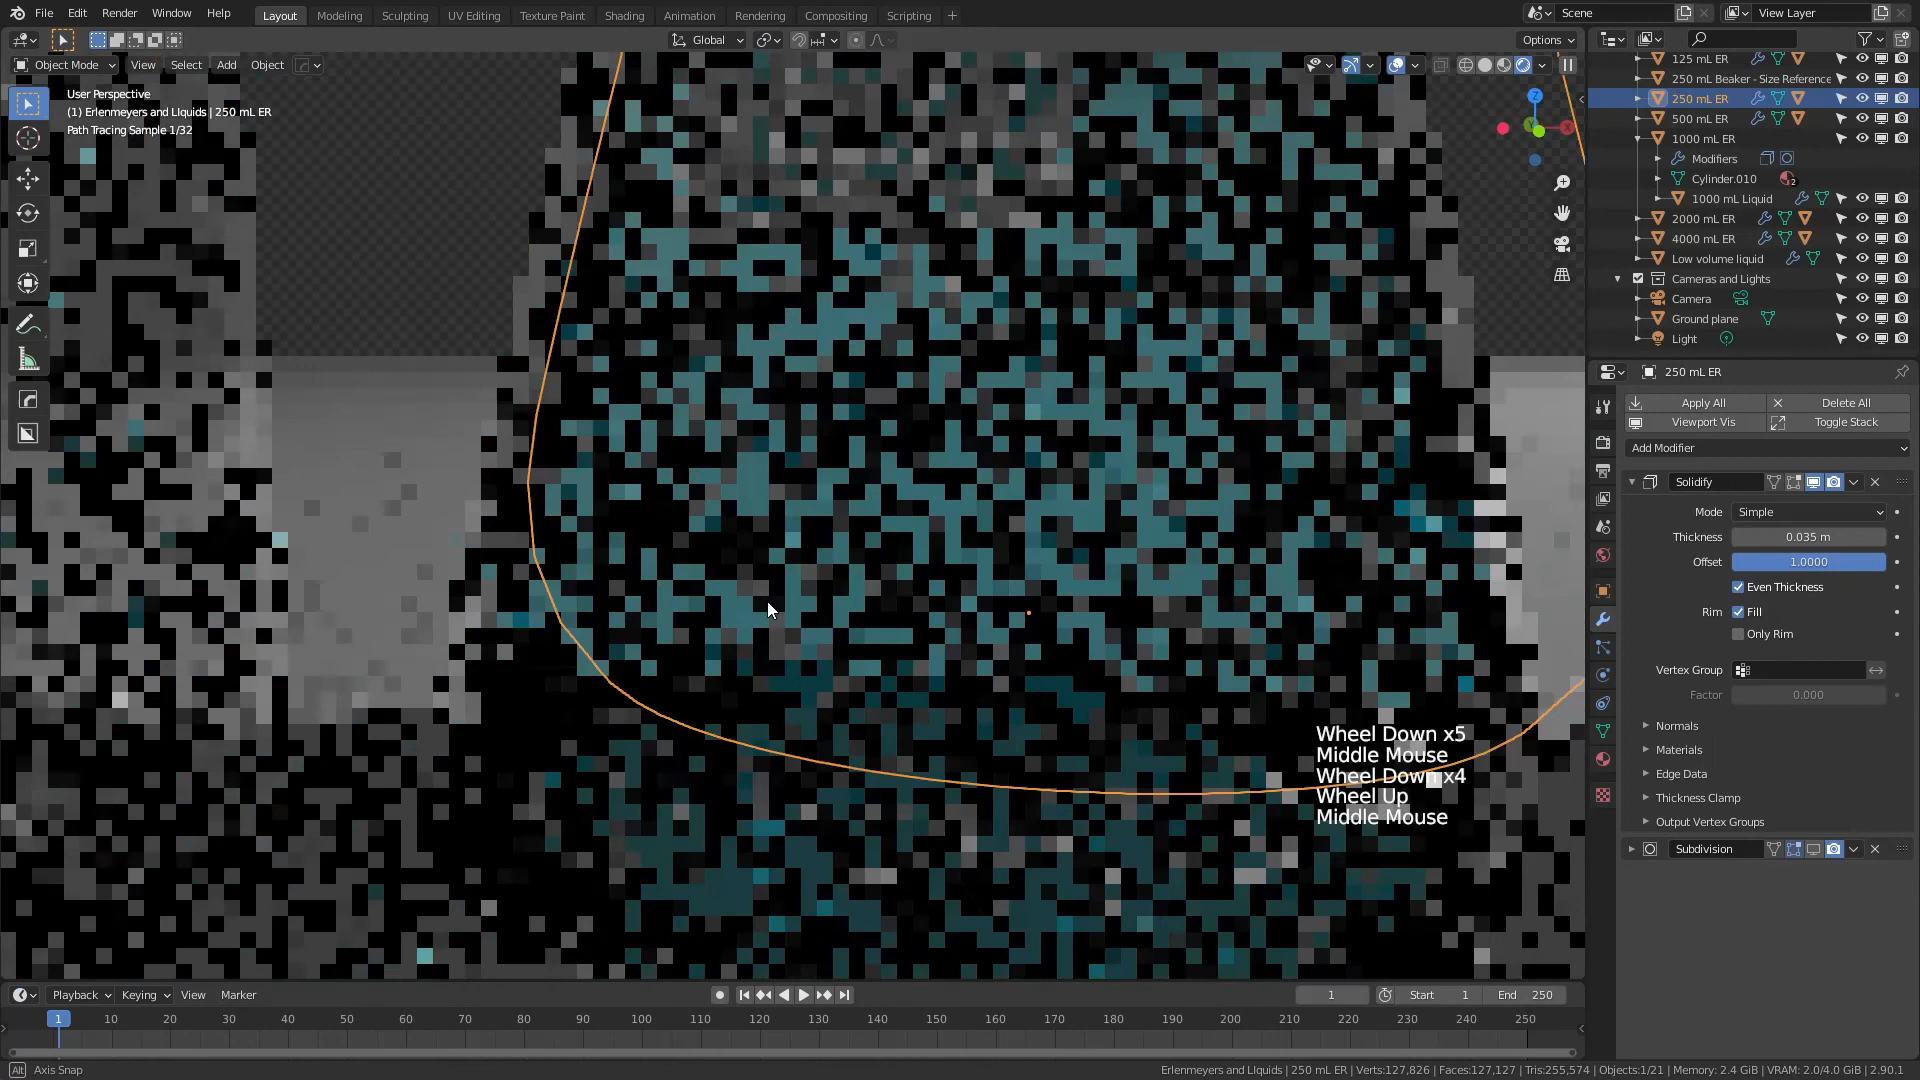 File Edit Render Window Help Layout Modeling Sculpting UV Editing Texture Paint Shading Animation Rendering Compositing Scripting + Scene View Layer
Global Options
Object Mode View Select Add Object
User Perspective
(1) Erlenmeyers and LIquids | 250 mL ER
Path Tracing Sample 1/32
Z
Wheel Down x5
Middle Mouse
Wheel Down x4
Wheel Up
Middle Mouse
125 mL ER
250 mL Beaker - Size Reference
250 mL ER
500 mL ER
1000 mL ER
Modifiers
Cylinder.010 2
1000 mL Liquid
2000 mL ER
4000 mL ER
Low volume liquid
Cameras and Lights
Camera
Ground plane
Light
250 mL ER
Apply All Delete All
Viewport Vis Toggle Stack
Add Modifier
Solidify
Mode Simple
Thickness 0.035 m
Offset 1.0000
Even Thickness
Rim Fill
Only Rim
Vertex Group
Factor 0.000
Normals
Materials
Edge Data
Thickness Clamp
Output Vertex Groups
Subdivision
Playback Keying View Marker 1 Start 1 End 250
1 10 20 30 40 50 60 70 80 90 100 110 120 130 140 150 160 170 180 190 200 210 220 230 240 250
Alt Axis Snap Erlenmeyers and LIquids | 250 mL ER | Verts:127,826 | Faces:127,127 | Tris:255,574 | Objects:1/21 | Memory: 2.4 GiB | VRAM: 2.0/4.0 GiB | 2.90.1